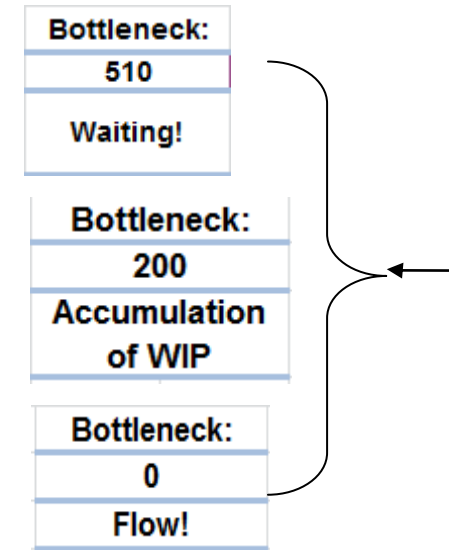 Bottleneck:
510
Waiting!
Bottleneck:
200
Accumulation
of WIP
Bottleneck:
0
Flow!